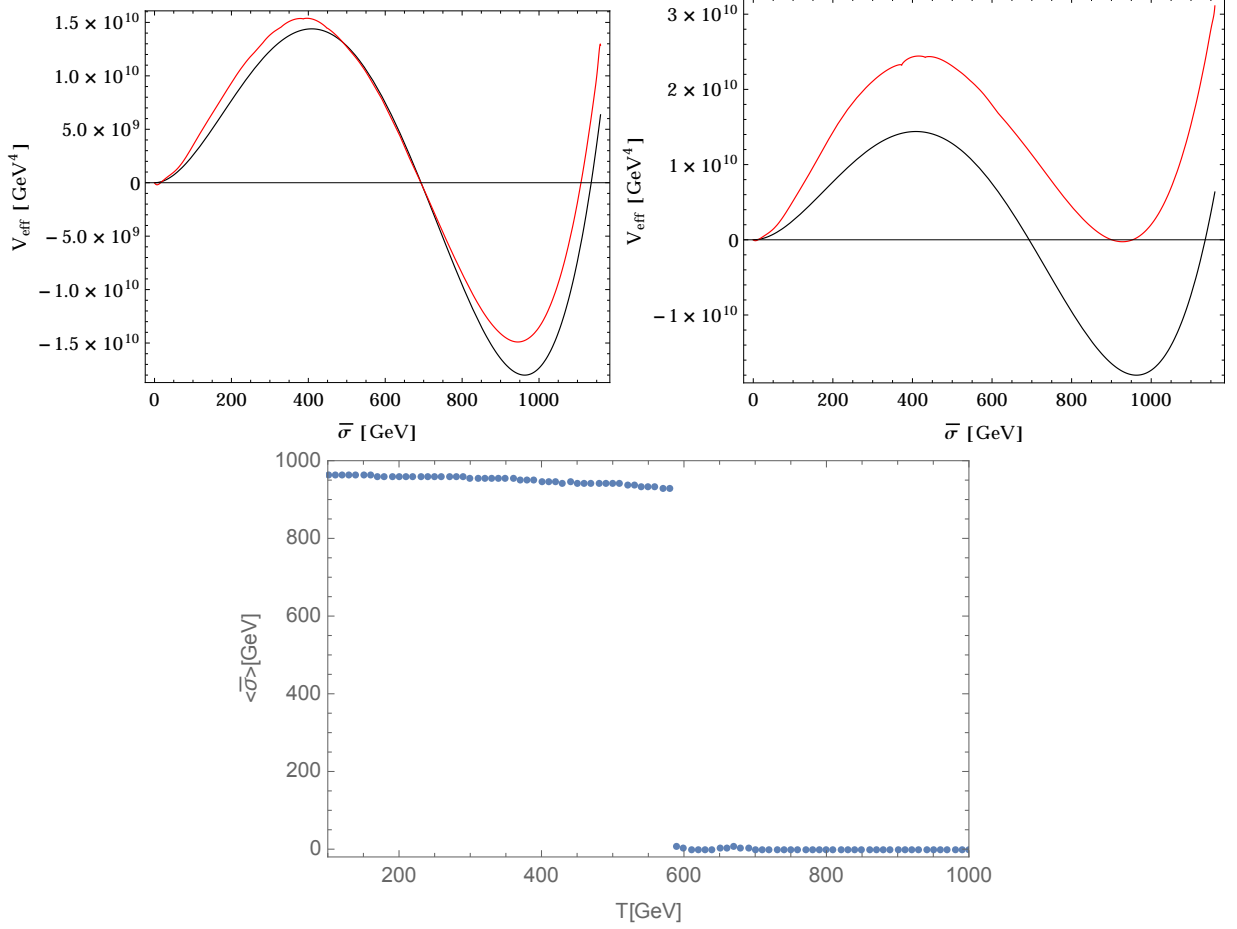 1.5 × 10^10
1.0 × 10^10
5.0 × 10^9
0
− 5.0 × 10^9
− 1.0 × 10^10
− 1.5 × 10^10
V_eff [GeV^4]
0 200 400 600 800 1000
σ̅ [GeV]
3 × 10^10
2 × 10^10
1 × 10^10
0
− 1 × 10^10
V_eff [GeV^4]
0 200 400 600 800 1000
σ̅ [GeV]
1000
800
600
400
200
0
<σ̅>[GeV]
200 400 600 800 1000
T[GeV]